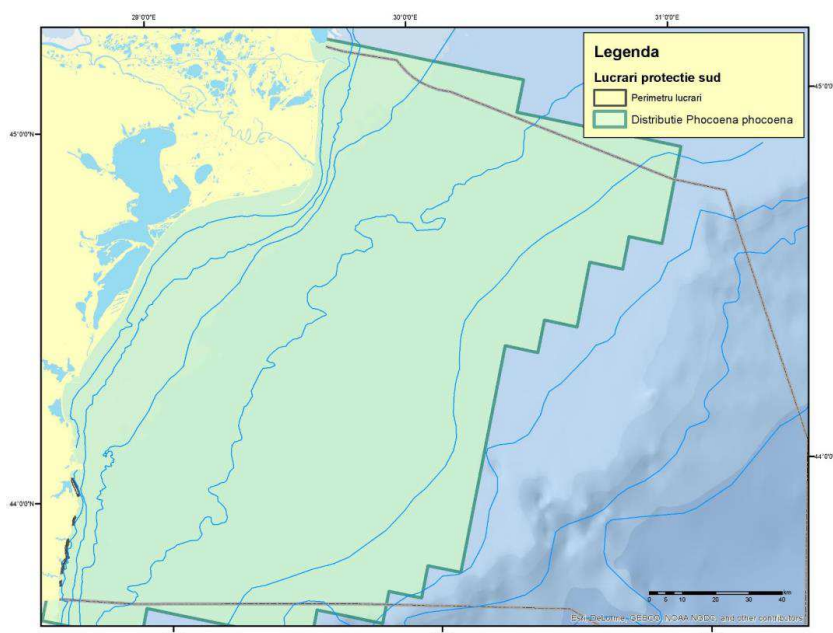 28°0'0"E
30°0'0"E
31°0'0"E
Legenda
Lucrari protectie sud
Perimetru lucrari
Distributie Phocoena phocoena
45°0'0"N
45°0'0"N
44°0'0"N
44°0'0"N
0 5 10 20 30 40
km
Esri, DeLorme, GEBCO, NOAA NGDC, and other contributors